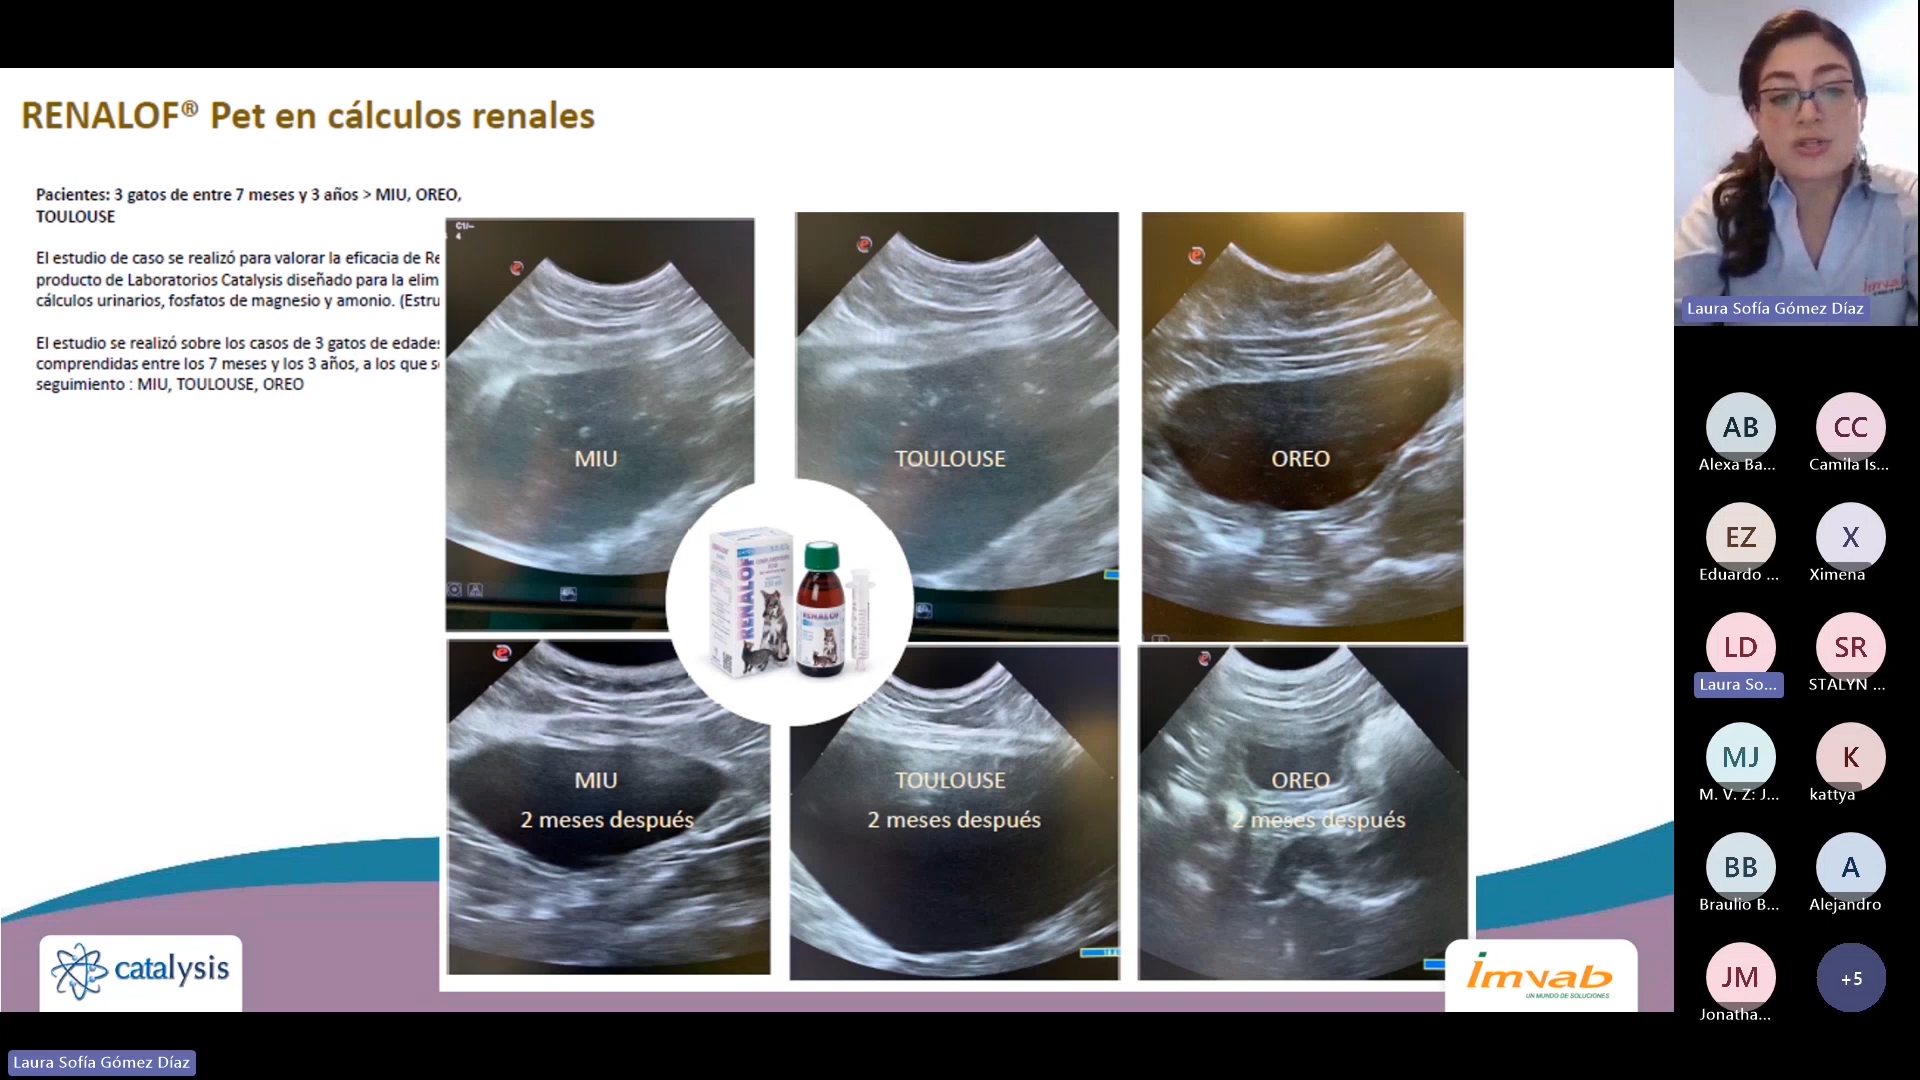 RENALOF® Pet en cálculos renales
Pacientes: 3 gatos de entre 7 meses y 3 años > MIU, OREO,
TOULOUSE
El estudio de caso se realizó para valorar la eficacia de Re
producto de Laboratorios Catalysis diseñado para la elim
cálculos urinarios, fosfatos de magnesio y amonio. (Estru
El estudio se realizó sobre los casos de 3 gatos de edades
comprendidas entre los 7 meses y los 3 años, a los que s
seguimiento : MIU, TOULOUSE, OREO
MIU
TOULOUSE
OREO
RENALOF
RENALOF
MIU
2 meses después
TOULOUSE
2 meses después
OREO
2 meses después
catalysis
imvab
UN MUNDO DE SOLUCIONES
imvab
Laura Sofía Gómez Díaz
AB
Alexa Ba...
CC
Camila Is...
EZ
Eduardo ...
X
Ximena
LD
Laura So...
SR
STALYN ...
MJ
M. V. Z: J...
K
kattya
BB
Braulio B...
A
Alejandro
JM
Jonatha...
+5
Laura Sofía Gómez Díaz